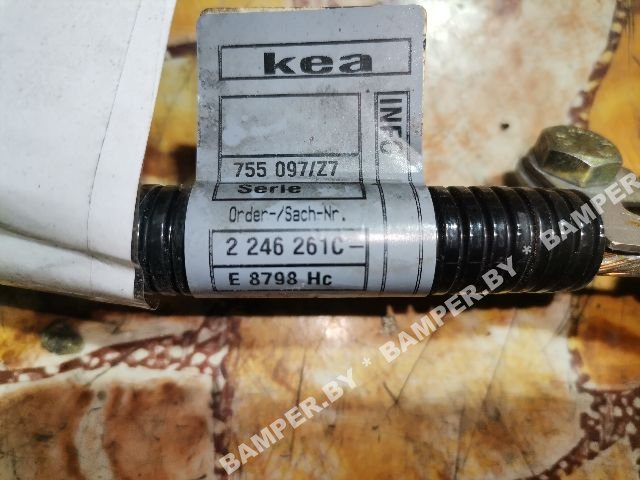 kea
INFO
755 097/Z7
Serie
Order-/Sach-Nr.
2 246 261C-
E 8798 Hc
BAMPER.BY * BAMPER.BY * BAMPER